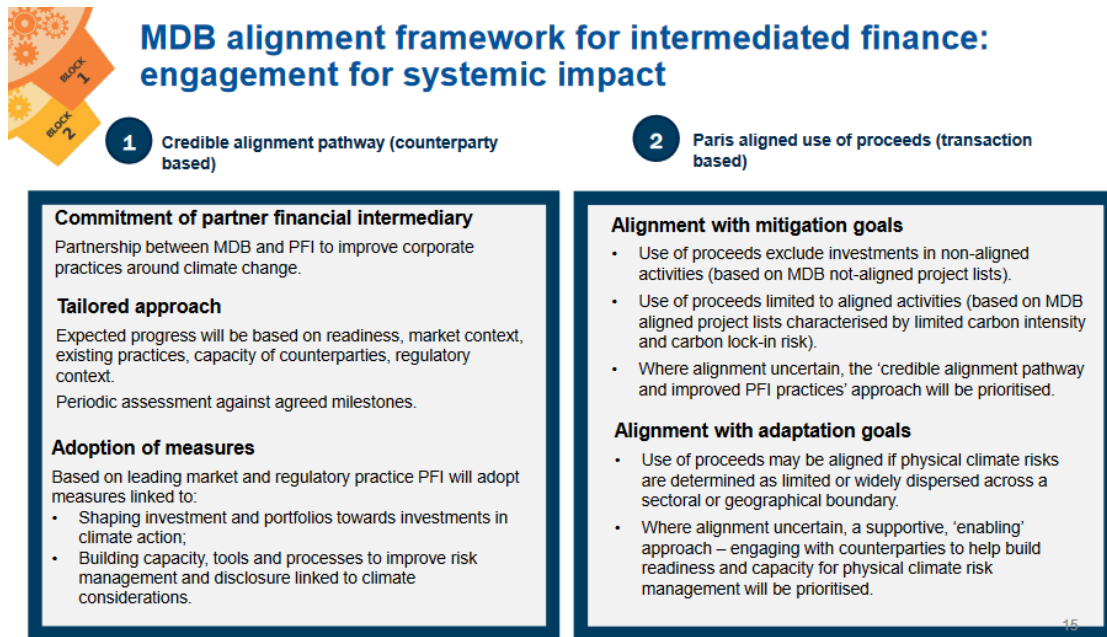 MDB alignment framework for intermediated finance:
engagement for systemic impact
BLOCK
1
BLOCK
2
1
Credible alignment pathway (counterparty
based)
2
Paris aligned use of proceeds (transaction
based)
Commitment of partner financial intermediary
Partnership between MDB and PFI to improve corporate
practices around climate change.
Tailored approach
Expected progress will be based on readiness, market context,
existing practices, capacity of counterparties, regulatory
context.
Periodic assessment against agreed milestones.
Adoption of measures
Based on leading market and regulatory practice PFI will adopt
measures linked to:
• Shaping investment and portfolios towards investments in
climate action;
• Building capacity, tools and processes to improve risk
management and disclosure linked to climate
considerations.
Alignment with mitigation goals
• Use of proceeds exclude investments in non-aligned
activities (based on MDB not-aligned project lists).
• Use of proceeds limited to aligned activities (based on MDB
aligned project lists characterised by limited carbon intensity
and carbon lock-in risk).
• Where alignment uncertain, the ‘credible alignment pathway
and improved PFI practices’ approach will be prioritised.
Alignment with adaptation goals
• Use of proceeds may be aligned if physical climate risks
are determined as limited or widely dispersed across a
sectoral or geographical boundary.
• Where alignment uncertain, a supportive, ‘enabling’
approach – engaging with counterparties to help build
readiness and capacity for physical climate risk
management will be prioritised.
15